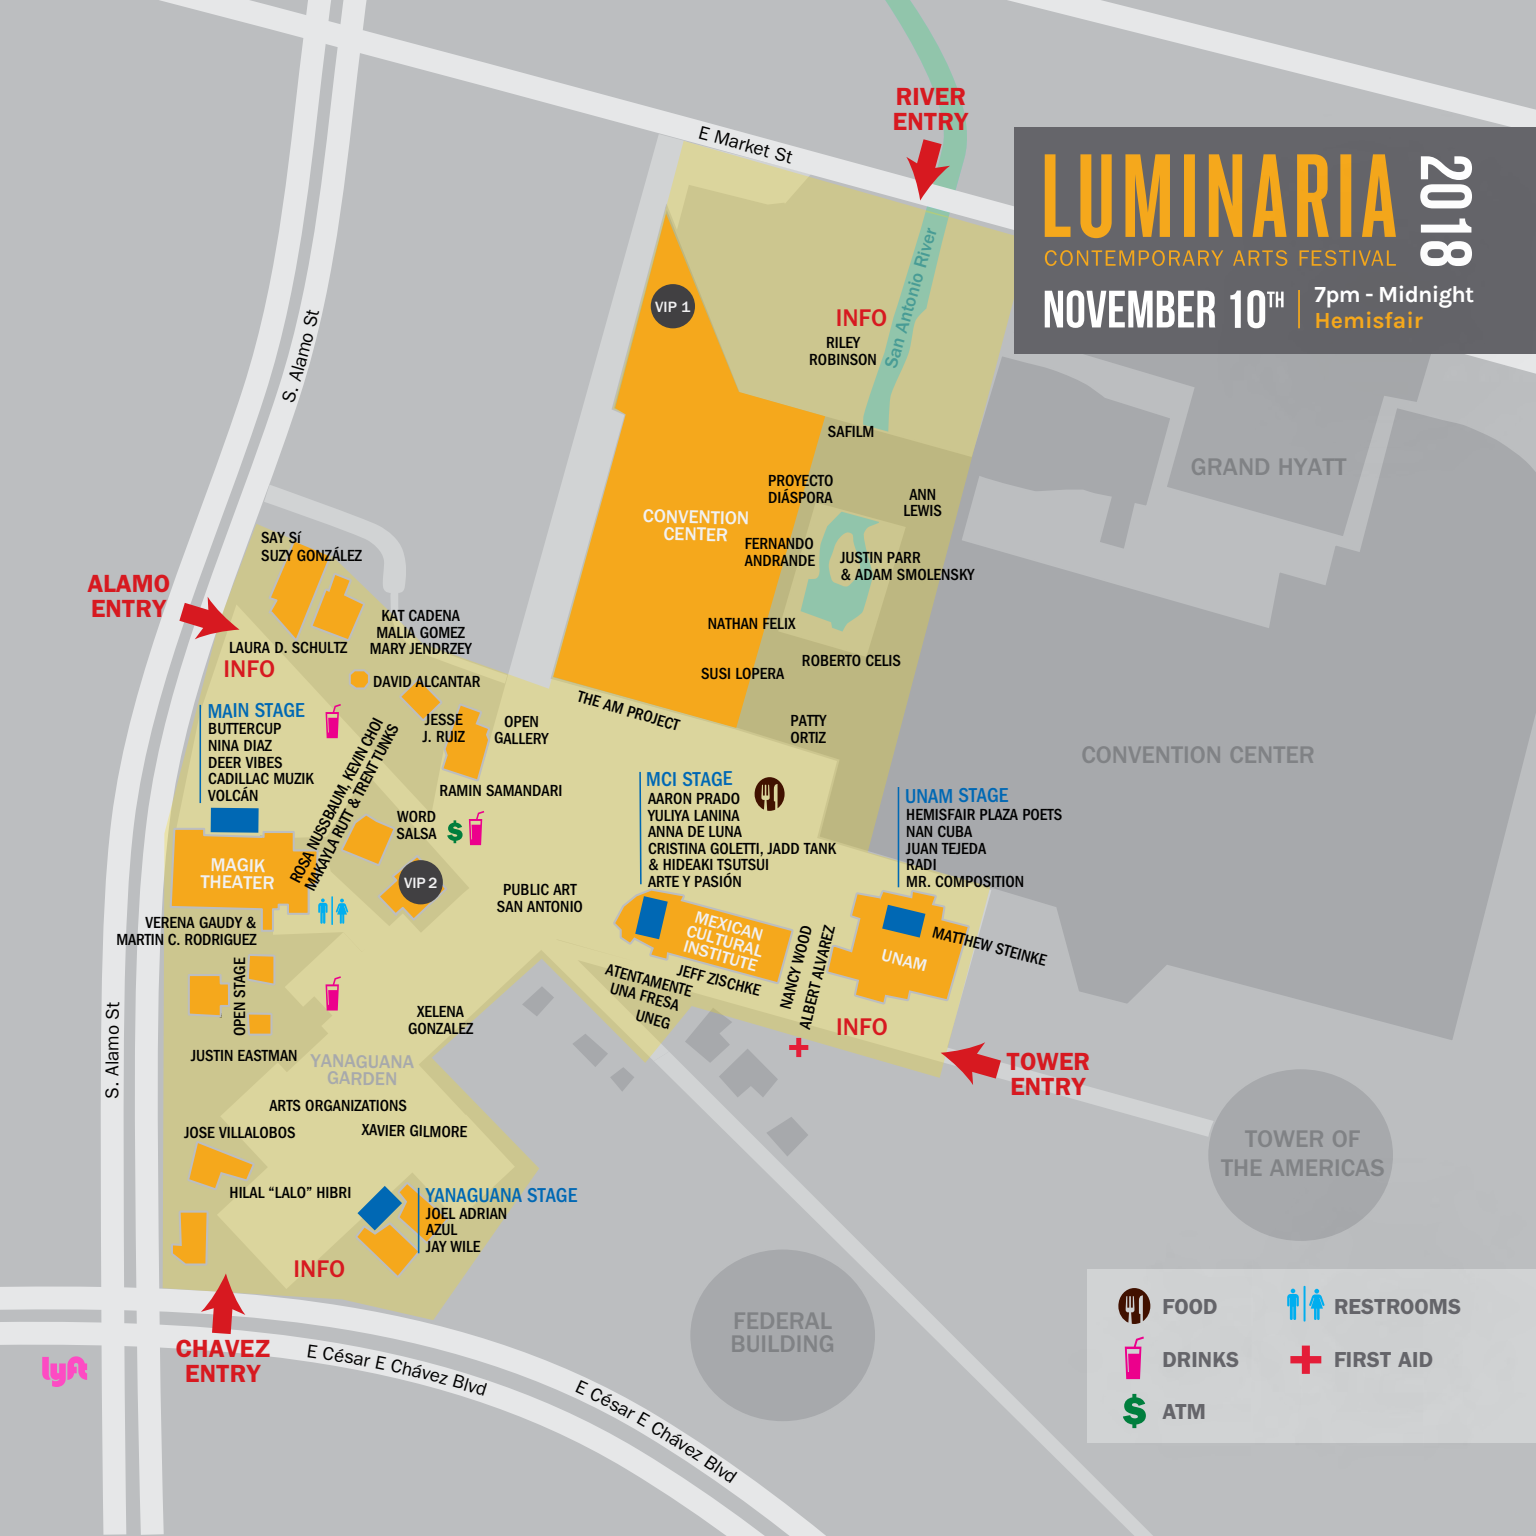 RIVER
ENTRY
E Market St
LUMINARIA
2018
CONTEMPORARY ARTS FESTIVAL
NOVEMBER 10TH
7pm - Midnight
Hemisfair
San Antonio River
VIP 1
INFO
RILEY
ROBINSON
S. Alamo St
SAFILM
GRAND HYATT
PROYECTO
DIÁSPORA
ANN
LEWIS
CONVENTION
CENTER
FERNANDO
ANDRANDE
JUSTIN PARR
& ADAM SMOLENSKY
SAY Sí
SUZY GONZÁLEZ
ALAMO
ENTRY
KAT CADENA
MALIA GOMEZ
MARY JENDRZEY
NATHAN FELIX
LAURA D. SCHULTZ
INFO
ROBERTO CELIS
SUSI LOPERA
DAVID ALCANTAR
THE AM PROJECT
MAIN STAGE
BUTTERCUP
NINA DIAZ
DEER VIBES
CADILLAC MUZIK
VOLCÁN
JESSE
J. RUIZ
OPEN
GALLERY
PATTY
ORTIZ
CONVENTION CENTER
ROSA NUSSBAUM, KEVIN CHOI
MAKAYLA RUTT & TRENT TUNKS
RAMIN SAMANDARI
MCI STAGE
AARON PRADO
YULIYA LANINA
ANNA DE LUNA
CRISTINA GOLETTI, JADD TANK
& HIDEAKI TSUTSUI
ARTE Y PASIÓN
UNAM STAGE
HEMISFAIR PLAZA POETS
NAN CUBA
JUAN TEJEDA
RADI
MR. COMPOSITION
WORD
SALSA
$
MAGIK
THEATER
VIP 2
PUBLIC ART
SAN ANTONIO
VERENA GAUDY &
MARTIN C. RODRIGUEZ
MEXICAN
CULTURAL
INSTITUTE
MATTHEW STEINKE
UNAM
NANCY WOOD
ALBERT ALVAREZ
JEFF ZISCHKE
ATENTAMENTE
UNA FRESA
UNEG
OPEN STAGE
XELENA
GONZALEZ
INFO
S. Alamo St
JUSTIN EASTMAN
YANAGUANA
GARDEN
TOWER
ENTRY
ARTS ORGANIZATIONS
JOSE VILLALOBOS
XAVIER GILMORE
TOWER OF
THE AMERICAS
HILAL “LALO” HIBRI
YANAGUANA STAGE
JOEL ADRIAN
AZUL
JAY WILE
INFO
CHAVEZ
ENTRY
FEDERAL
BUILDING
lyft
E César E Chávez Blvd
E César E Chávez Blvd
FOOD
RESTROOMS
DRINKS
FIRST AID
$ ATM